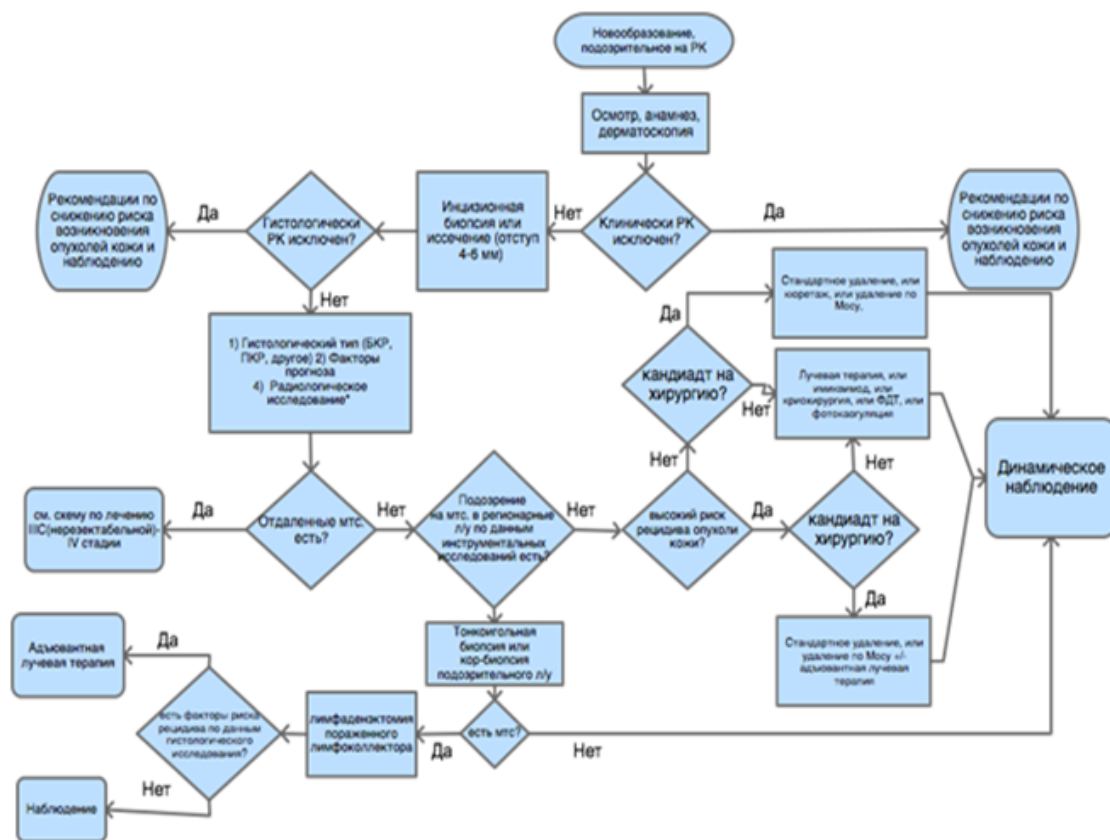 Новообразование,
подозрительное на РК
Осмотр, анамнез,
дерматоскопия
Рекомендации по
снижению риска
возникновения
опухолей кожи и
наблюдению
Да
Гистологически
РК исключен?
Инцизионная
биопсия или
иссечение (отступ
4-6 мм)
Нет
Клинически РК
исключен?
Да
Рекомендации по
снижению риска
возникновения
опухолей кожи и
наблюдению
Нет
Стандартное удаление, или
кюретаж, или удаление по
Мосу,
Да
1) Гистологический тип (БКР,
ПКР, другое) 2) Факторы
прогноза
4) Радиологическое
исследование*
кандиадт на
хирургию?
Нет
Лучевая терапия, или
имихимод, или
криохирургия, или ФДТ, или
фотокаогуляция
Нет
Нет
Динамическое
наблюдение
см. схему по лечению
IIIC(нерезектабельной)-
IV стадии
Да
Отдаленные мтс.
есть?
Нет
Подозрение
на мтс. в регионарные
л/у по данным
инструментальных
исследований есть?
Нет
высокий риск
рецидива опухоли
кожи?
Да
кандиадт на
хирургию?
Да
Адъювантная
лучевая терапия
Да
Тонкоигольная
биопсия или
кор-биопсия
подозрительного л/у
Стандартное удаление, или
удаление по Мосу +/-
адъювантная лучевая
терапия
есть факторы риска
рецидива по данным
гистологического
исследования?
лимфаденэктомия
пораженного
лимфоколлектора
Да
есть мтс?
Нет
Нет
Наблюдение